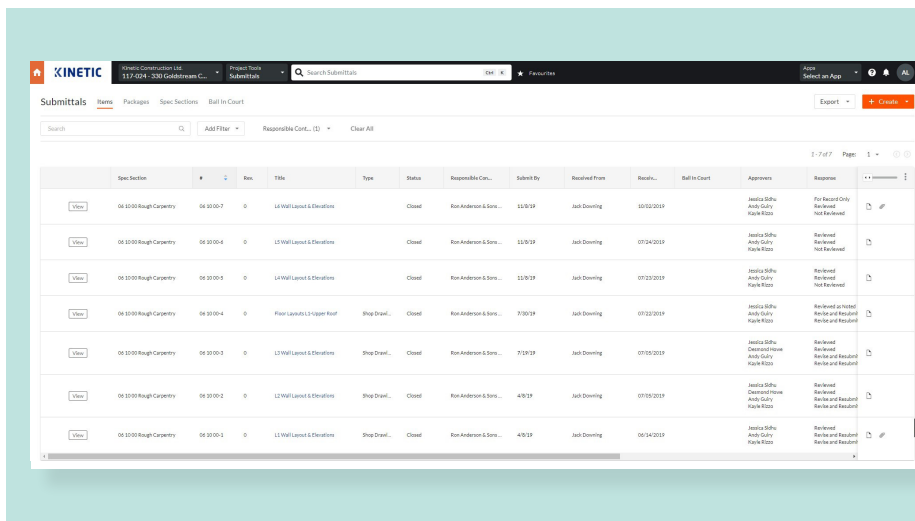 KINETIC
Kinetic Construction Ltd.
117-024 - 330 Goldstream C...
Project Tools
Submittals
Search Submittals
Ctrl K
Favourites
Apps
Select an App
AL
Submittals Items Packages Spec Sections Ball In Court
Export
+ Create
Search
Add Filter
Responsible Cont... (1)
Clear All
1 - 7 of 7 Page: 1
Spec Section # Rev. Title Type Status Responsible Con... Submit By Received From Receiv... Ball In Court Approvers Response
View 06 10 00 Rough Carpentry 06 10 00-7 0 L6 Wall Layout & Elevations Closed Ron Anderson & Sons ... 11/8/19 Jack Downing 10/02/2019
Jessica Sidhu For Record Only
Andy Guiry Reviewed
Kayle Rizzo Not Reviewed
View 06 10 00 Rough Carpentry 06 10 00-6 0 L5 Wall Layout & Elevations Closed Ron Anderson & Sons ... 11/8/19 Jack Downing 07/24/2019
Jessica Sidhu Reviewed
Andy Guiry Reviewed
Kayle Rizzo Not Reviewed
View 06 10 00 Rough Carpentry 06 10 00-5 0 L4 Wall Layout & Elevations Closed Ron Anderson & Sons ... 11/8/19 Jack Downing 07/23/2019
Jessica Sidhu Reviewed
Andy Guiry Reviewed
Kayle Rizzo Not Reviewed
View 06 10 00 Rough Carpentry 06 10 00-4 0 Floor Layouts L1-Upper Roof Shop Drawi... Closed Ron Anderson & Sons ... 7/30/19 Jack Downing 07/22/2019
Jessica Sidhu Reviewed as Noted
Andy Guiry Revise and Resubmi
Kayle Rizzo Revise and Resubmi
View 06 10 00 Rough Carpentry 06 10 00-3 0 L3 Wall Layout & Elevations Shop Drawi... Closed Ron Anderson & Sons ... 7/19/19 Jack Downing 07/05/2019
Jessica Sidhu Reviewed
Desmond Howe Reviewed
Andy Guiry Revise and Resubmi
Kayle Rizzo Revise and Resubmi
View 06 10 00 Rough Carpentry 06 10 00-2 0 L2 Wall Layout & Elevations Shop Drawi... Closed Ron Anderson & Sons ... 4/8/19 Jack Downing 07/05/2019
Jessica Sidhu Reviewed
Desmond Howe Reviewed
Andy Guiry Revise and Resubmi
Kayle Rizzo Revise and Resubmi
View 06 10 00 Rough Carpentry 06 10 00-1 0 L1 Wall Layout & Elevations Shop Drawi... Closed Ron Anderson & Sons ... 4/8/19 Jack Downing 06/14/2019
Jessica Sidhu Reviewed
Andy Guiry Revise and Resubmi
Kayle Rizzo Revise and Resubmi